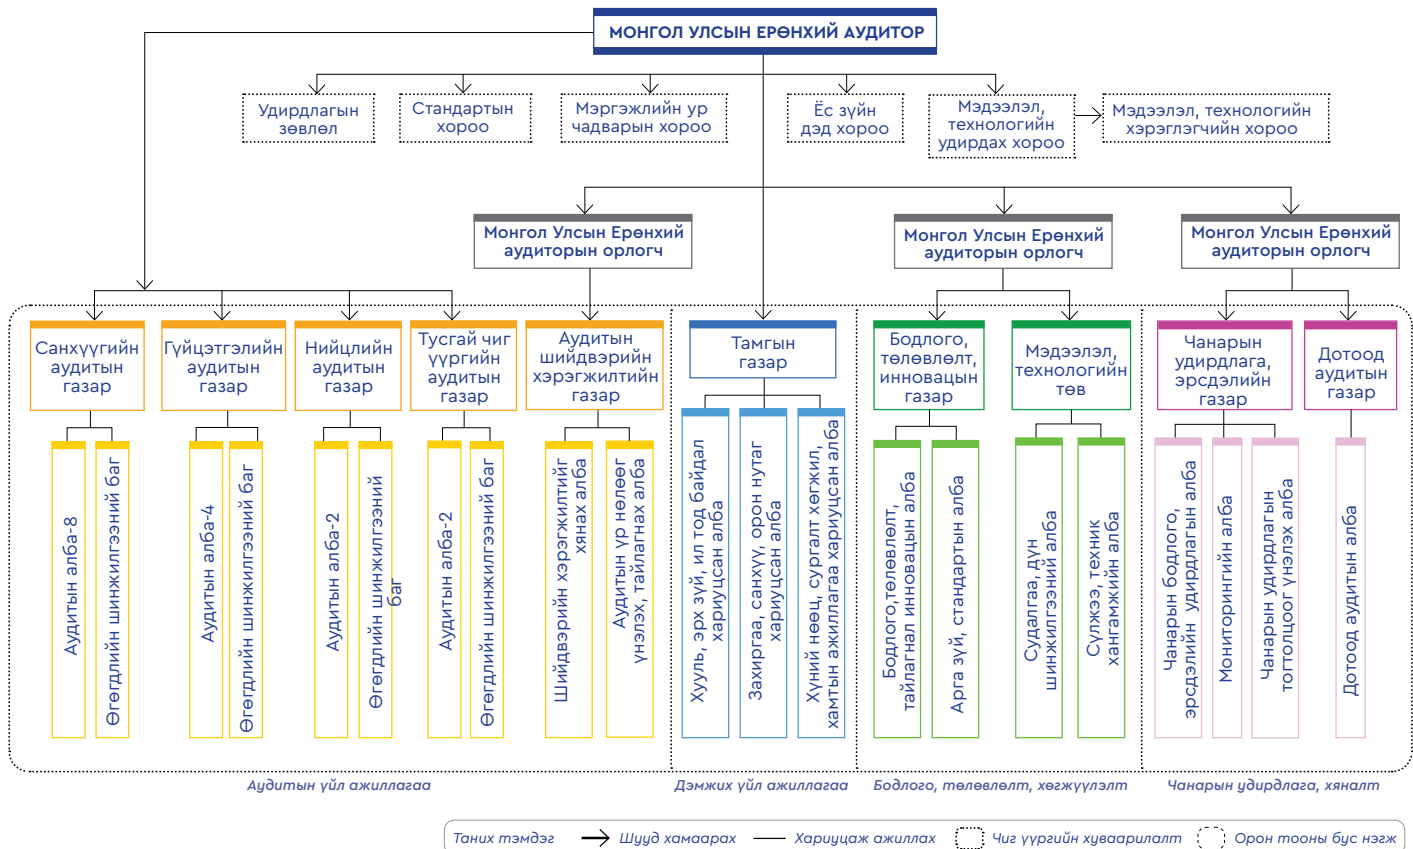 МОНГОЛ УЛСЫН ЕРӨНХИЙ АУДИТОР
Удирдлагын
зөвлөл
Стандартын
хороо
Мэргэжлийн ур
чадварын хороо
Ёс зүйн
дэд хороо
Мэдээлэл,
технологийн
удирдах хороо
Мэдээлэл, технологийн
хэрэглэгчийн хороо
Монгол Улсын Ерөнхий
аудиторын орлогч
Монгол Улсын Ерөнхий
аудиторын орлогч
Монгол Улсын Ерөнхий
аудиторын орлогч
Санхүүгийн
аудитын
газар
Гүйцэтгэлийн
аудитын
газар
Нийцлийн
аудитын
газар
Тусгай чиг
үүргийн
аудитын
газар
Аудитын
шийдвэрийн
хэрэгжилтийн
газар
Тамгын
газар
Бодлого,
төлөвлөлт,
инновацын
газар
Мэдээлэл,
технологийн
төв
Чанарын
удирдлага,
эрсдэлийн
газар
Дотоод
аудитын
газар
Аудитын алба-8
Өгөгдлийн шинжилгээний баг
Аудитын алба-4
Өгөгдлийн шинжилгээний баг
Аудитын алба-2
Өгөгдлийн шинжилгээний
баг
Аудитын алба-2
Өгөгдлийн шинжилгээний баг
Шийдвэрийн хэрэгжилтийг
хянах алба
Аудитын үр нөлөөг
үнэлэх, тайлагнах алба
Хууль, эрх зүй, ил тод байдал
хариуцсан алба
Захиргаа, санхүү, орон нутаг
хариуцсан алба
Хүний нөөц, сургалт хөгжил,
хамтын ажиллагаа хариуцсан алба
Бодлого,төлөвлөлт,
тайлагнал инновацын алба
Арга зүй, стандартын алба
Судалгаа, дүн
шинжилгээний алба
Сүлжээ, техник
хангамжийн алба
Чанарын бодлого,
эрсдэлийн удирдлагын алба
Мониторингийн алба
Чанарын удирдлагын
тогтолцоог үнэлэх алба
Дотоод аудитын алба
Аудитын үйл ажиллагаа
Дэмжих үйл ажиллагаа
Бодлого, төлөвлөлт, хөгжүүлэлт
Чанарын удирдлага, хяналт
Таних тэмдэг
Шууд хамаарах
Хариуцаж ажиллах
Чиг үүргийн хуваарилалт
Орон тооны бус нэгж